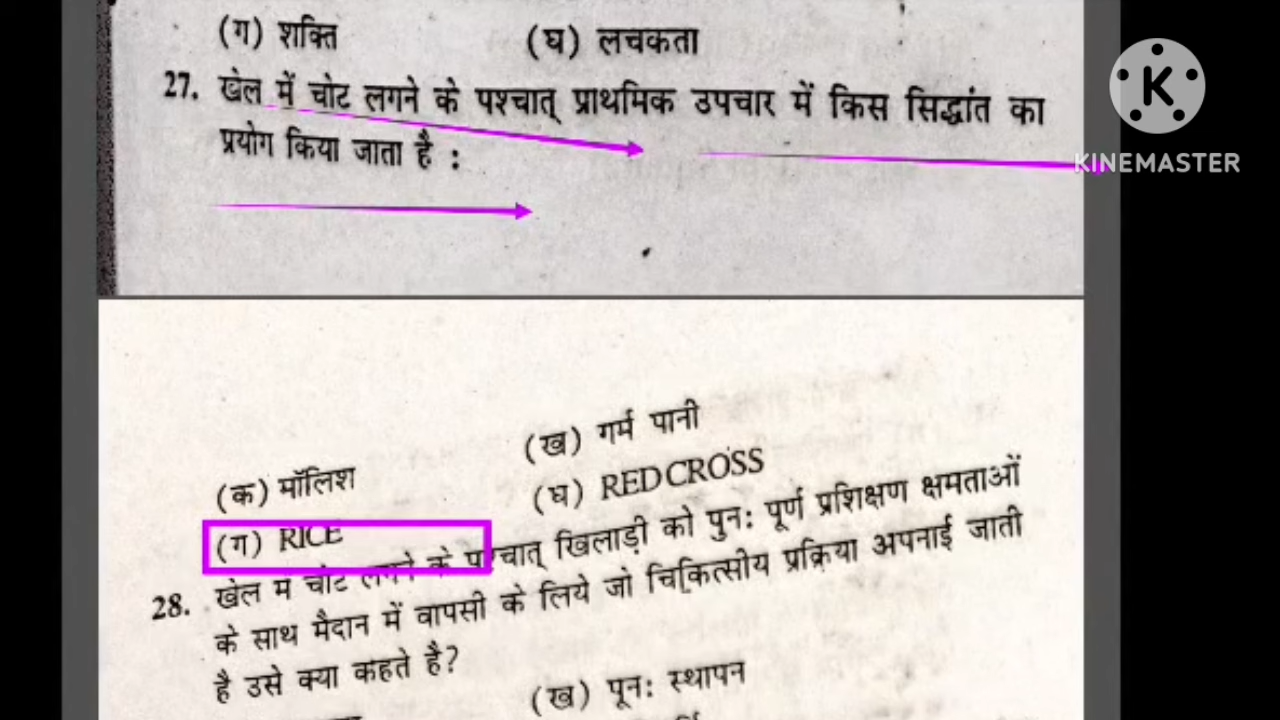 (ग) शक्ति (घ) लचकता
27. खेल में चोट लगने के पश्चात् प्राथमिक उपचार में किस सिद्धांत का
प्रयोग किया जाता है :
K
KINEMASTER
(क) मॉलिश (ख) गर्म पानी
(ग) RICE (घ) RED CROSS
28. खेल में चोट लगने के पश्चात् खिलाड़ी को पुन: पूर्ण प्रशिक्षण क्षमताओं
के साथ मैदान में वापसी के लिये जो चिकित्सीय प्रक्रिया अपनाई जाती
है उसे क्या कहते है?
(ख) पून: स्थापन